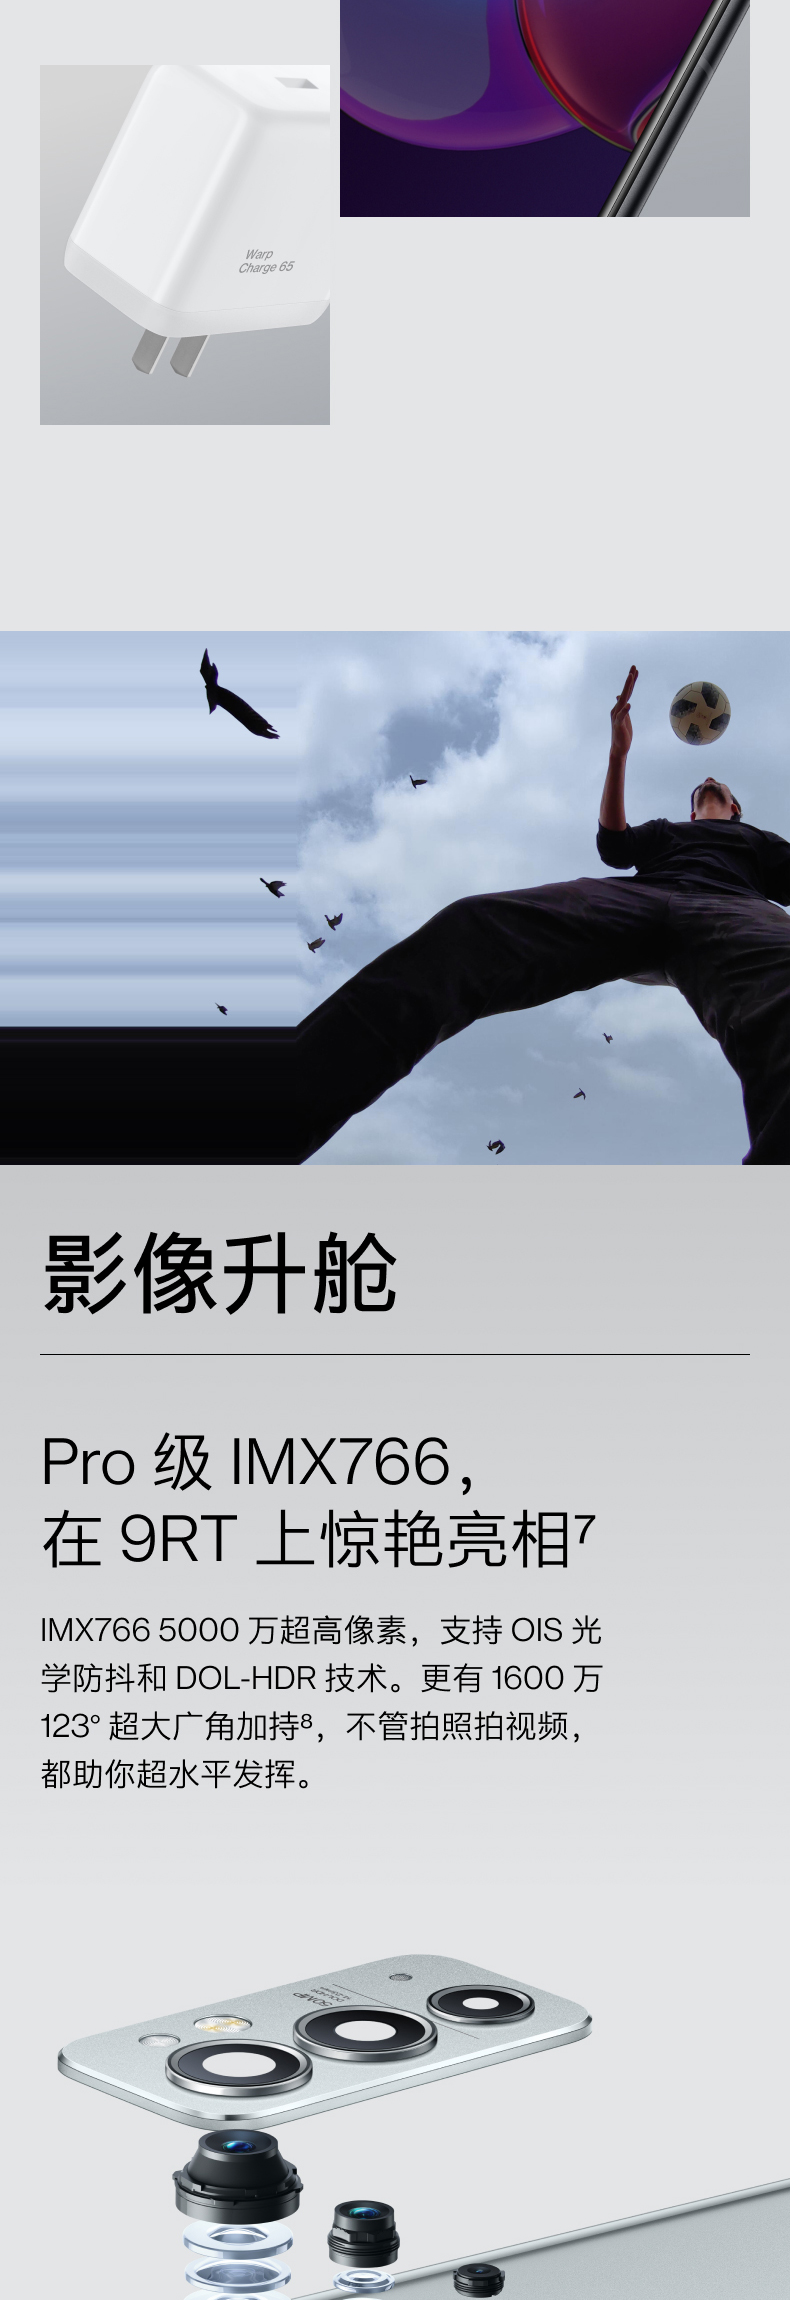 Warp
Charge 65
影像升舱
Pro 级 IMX766，
在 9RT 上惊艳亮相⁷
IMX766 5000 万超高像素，支持 OIS 光
学防抖和 DOL-HDR 技术。更有 1600 万
123° 超大广角加持⁸，不管拍照拍视频，
都助你超水平发挥。
50MP